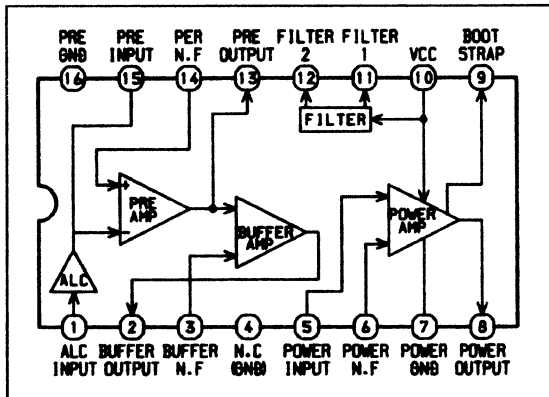 PRE PRE PER PRE FILTER FILTER VCC BOOT
GND INPUT N.F OUTPUT 2 1 STRAP
16 15 14 13 12 11 10 9
FILTER
+
PRE
AMP
-
BUFFER
AMP
POWER
AMP
ALC
1 2 3 4 5 6 7 8
ALC BUFFER BUFFER N.C POWER POWER POWER POWER
INPUT OUTPUT N.F (GND) INPUT N.F GND OUTPUT